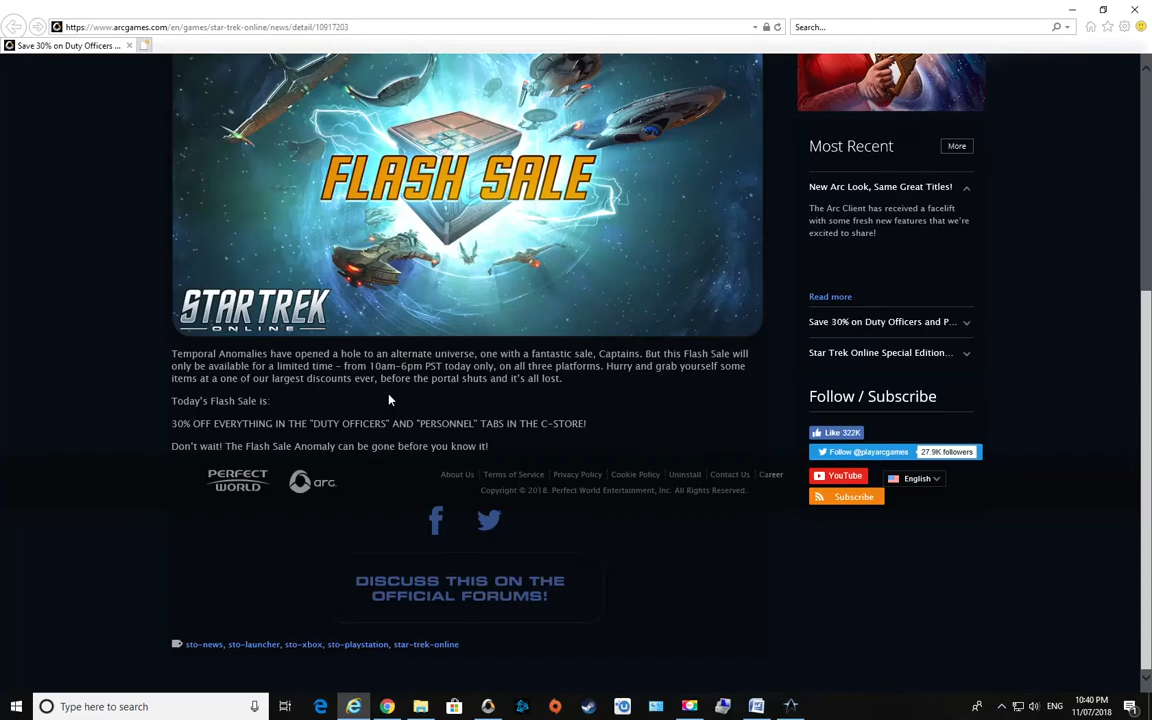 https://www.arcgames.com/en/games/star-trek-online/news/detail/10917203
Search...
Save 30% on Duty Officers ...
FLASH SALE
STAR TREK
ONLINE
Temporal Anomalies have opened a hole to an alternate universe, one with a fantastic sale, Captains. But this Flash Sale will
only be available for a limited time – from 10am-6pm PST today only, on all three platforms. Hurry and grab yourself some
items at a one of our largest discounts ever, before the portal shuts and it's all lost.
Today's Flash Sale is:
30% OFF EVERYTHING IN THE "DUTY OFFICERS" AND "PERSONNEL" TABS IN THE C-STORE!
Don't wait! The Flash Sale Anomaly can be gone before you know it!
PERFECT
WORLD
arc.
About Us
Terms of Service
Privacy Policy
Cookie Policy
Uninstall
Contact Us
Career
Copyright © 2018. Perfect World Entertainment, Inc. All Rights Reserved.
DISCUSS THIS ON THE
OFFICIAL FORUMS!
sto-news, sto-launcher, sto-xbox, sto-playstation, star-trek-online
Most Recent
More
New Arc Look, Same Great Titles!
The Arc Client has received a facelift
with some fresh new features that we're
excited to share!
Read more
Save 30% on Duty Officers and P...
Star Trek Online Special Edition...
Follow / Subscribe
Like 322K
Follow @playarcgames
27.9K followers
YouTube
English
Subscribe
Type here to search
ENG
10:40 PM
11/07/2018